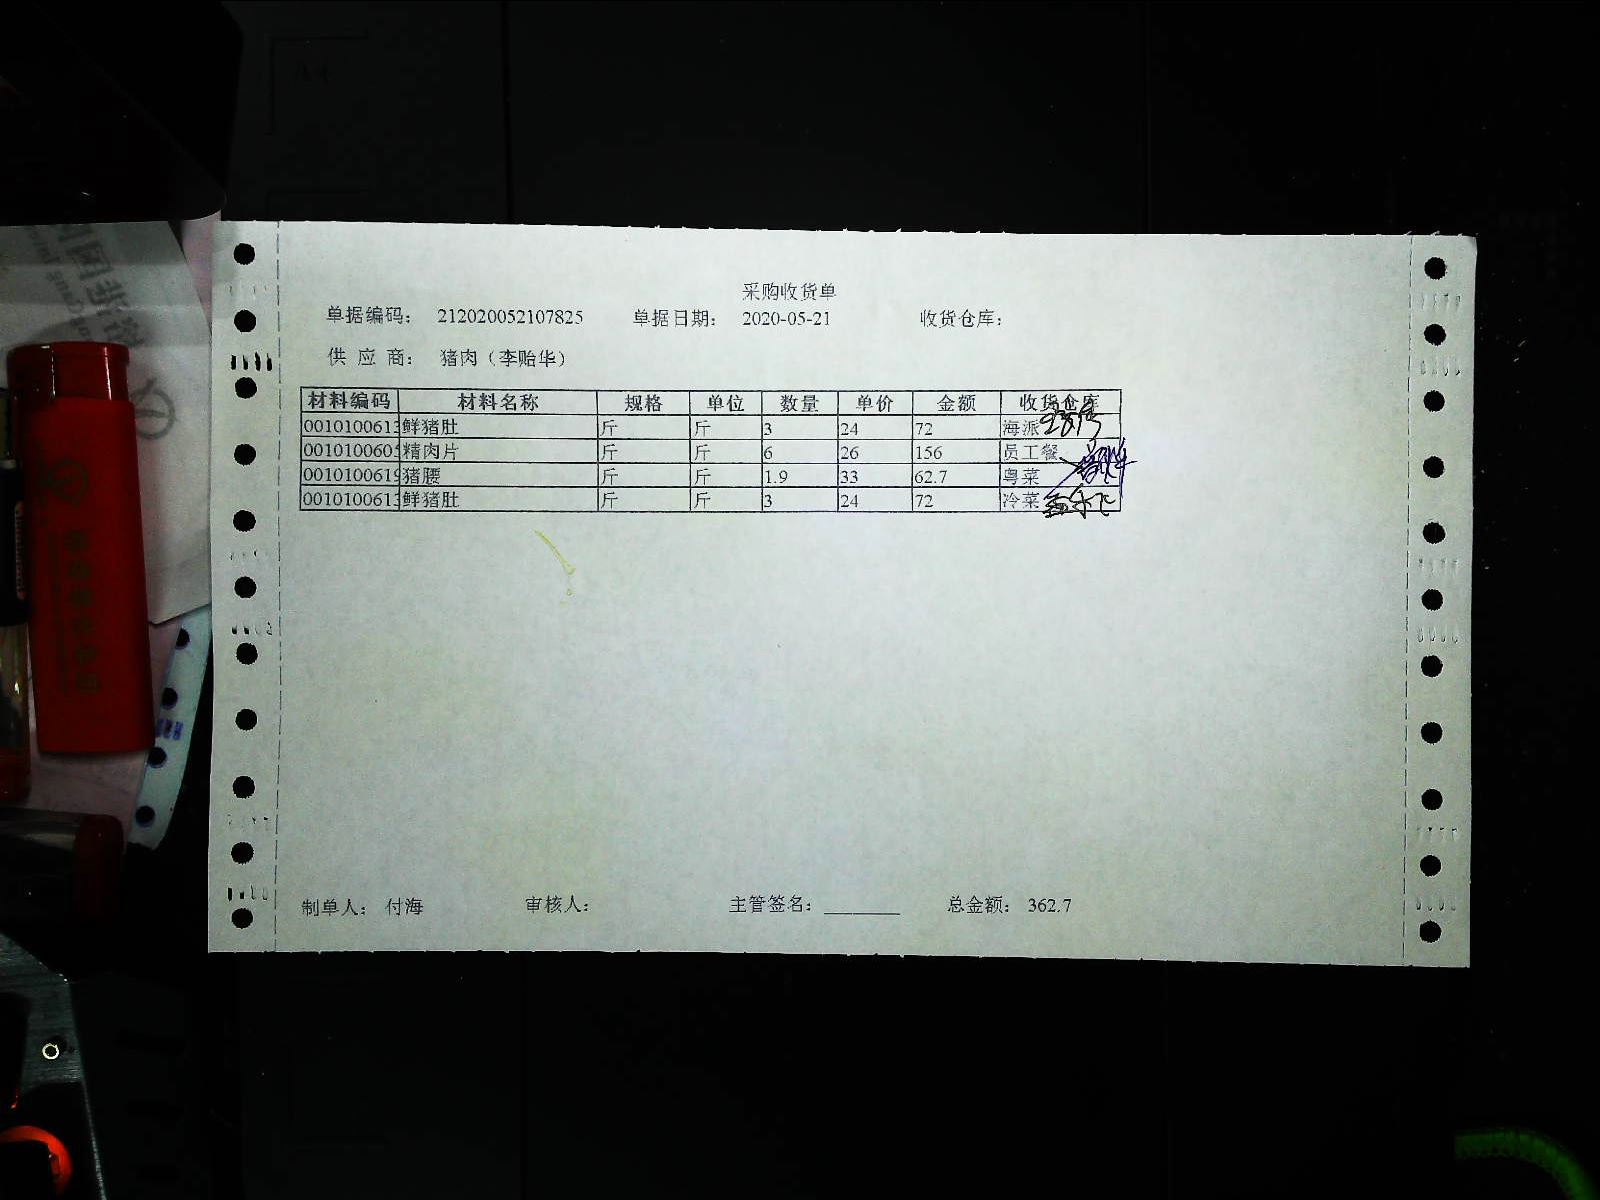 采购收货单
单据编码： 212020052107825 单据日期： 2020-05-21 收货仓库：
供 应 商： 猪肉（李贻华）
材料编码 材料名称 规格 单位 数量 单价 金额 收货仓库
0010100613 鲜猪肚 斤 斤 3 24 72 海派
001010060 精肉片 斤 斤 6 26 156 员工餐
0010100619 猪腰 斤 斤 1.9 33 62.7 粤菜
0010100613 鲜猪肚 斤 斤 3 24 72 冷菜
制单人： 付海 审核人： 主管签名：________ 总金额： 362.7